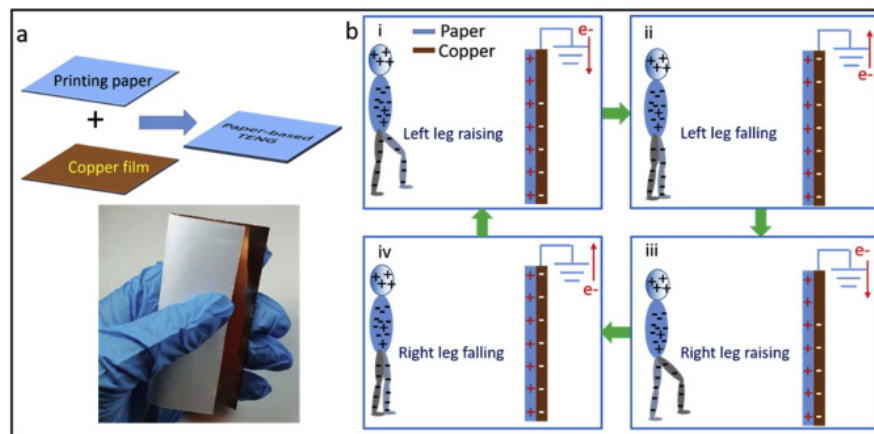 a
Printing paper
+
Copper film
Paper-based
TENG
b
i
Paper
Copper
e-
Left leg raising
ii
e-
Left leg falling
iv
e-
Right leg falling
iii
e-
Right leg raising